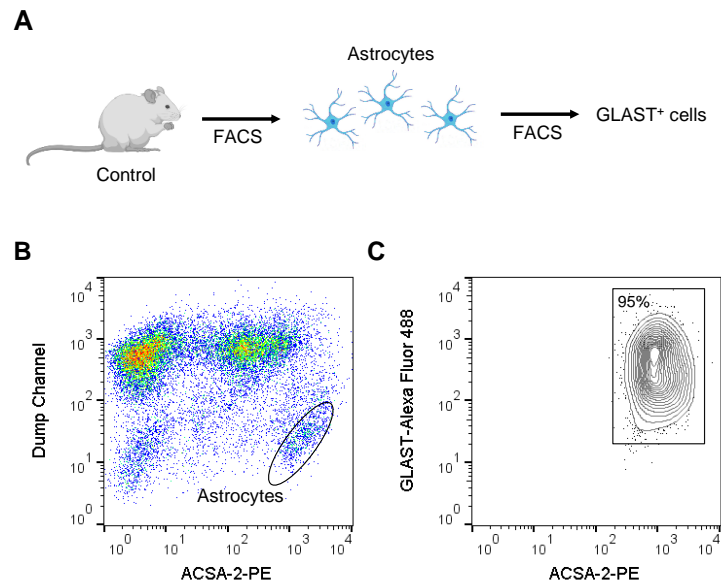 A
Astrocytes
FACS
FACS
GLAST⁺ cells
Control
B
Dump Channel
10⁴
10³
10²
10¹
10⁰
Astrocytes
10⁰ 10¹ 10² 10³ 10⁴
ACSA-2-PE
C
GLAST-Alexa Fluor 488
10⁴
10³
10²
10¹
10⁰
95%
10⁰ 10¹ 10² 10³ 10⁴
ACSA-2-PE